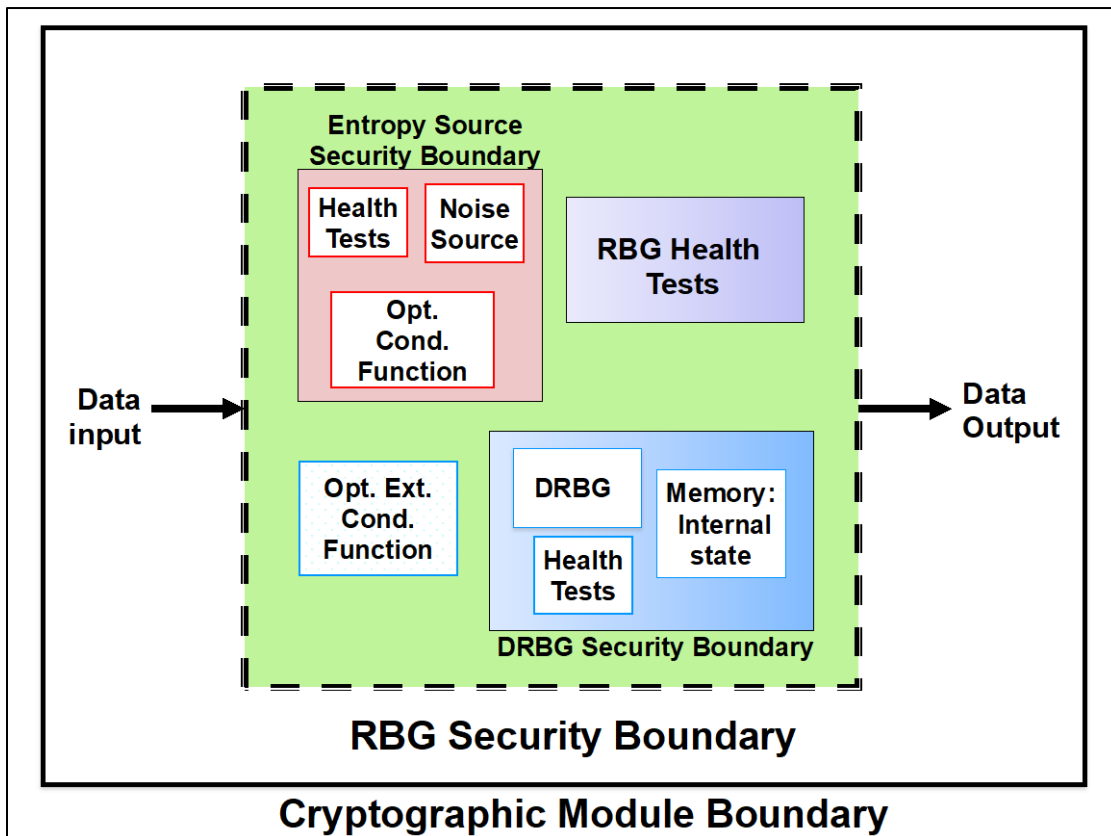 Entropy Source
Security Boundary
Health
Tests
Noise
Source
Opt.
Cond.
Function
RBG Health
Tests
Data
input
Data
Output
Opt. Ext.
Cond.
Function
DRBG
Health
Tests
Memory:
Internal
state
DRBG Security Boundary
RBG Security Boundary
Cryptographic Module Boundary